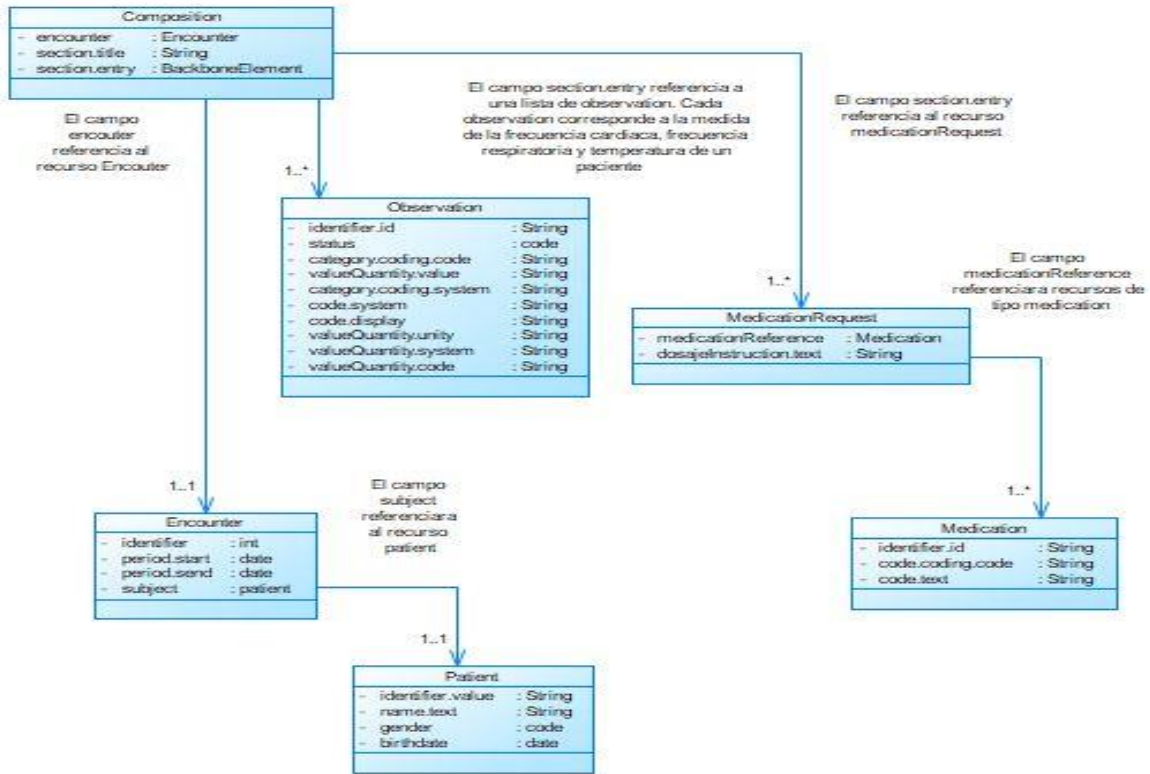 Composition
- encounter : Encounter
- section.title : String
- section.entry : BackboneElement
El campo
encouter
referencia al
recurso Encouter
El campo section.entry referencia a
una lista de observation. Cada
observation corresponde a la medida
de la frecuencia cardiaca, frecuencia
respiratoria y temperatura de un
paciente
El campo section.entry
referencia al recurso
medicationRequest
1..*
Observation
- identifier.id : String
- status : code
- category.coding.code : String
- valueQuantity.value : String
- category.coding.system : String
- code.system : String
- code.display : String
- valueQuantity.unity : String
- valueQuantity.system : String
- valueQuantity.code : String
1..*
El campo
medicationReference
referenciara recursos de
tipo medication
MedicationRequest
- medicationReference : Medication
- dosajeInstruction.text : String
1..1
El campo
subject
referenciara
al recurso
patient
1..*
Encounter
- identifier : int
- period.start : date
- period.send : date
- subject : patient
Medication
- identifier.id : String
- code.coding.code : String
- code.text : String
1..1
Patient
- identifier.value : String
- name.text : String
- gender : code
- birthdate : date